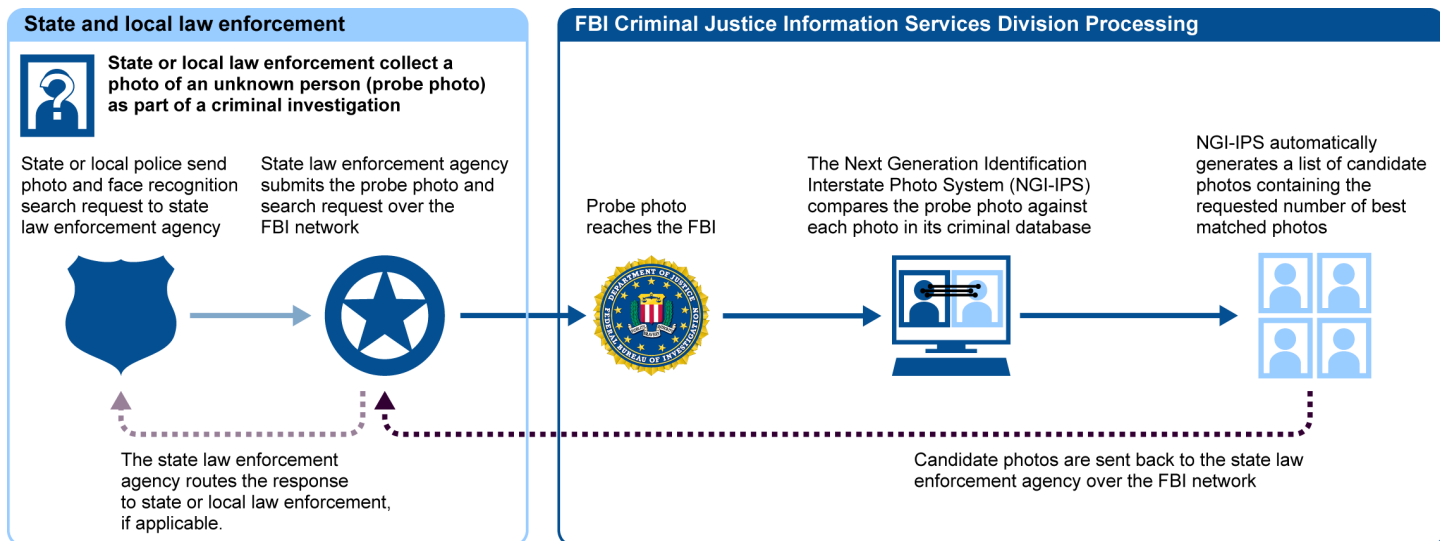 State and local law enforcement
State or local law enforcement collect a
photo of an unknown person (probe photo)
as part of a criminal investigation
State or local police send
photo and face recognition
search request to state
law enforcement agency
State law enforcement agency
submits the probe photo and
search request over the
FBI network
The state law enforcement
agency routes the response
to state or local law enforcement,
if applicable.
FBI Criminal Justice Information Services Division Processing
Probe photo
reaches the FBI
DEPARTMENT OF JUSTICE
FEDERAL BUREAU OF INVESTIGATION
The Next Generation Identification
Interstate Photo System (NGI-IPS)
compares the probe photo against
each photo in its criminal database
NGI-IPS automatically
generates a list of candidate
photos containing the
requested number of best
matched photos
Candidate photos are sent back to the state law
enforcement agency over the FBI network